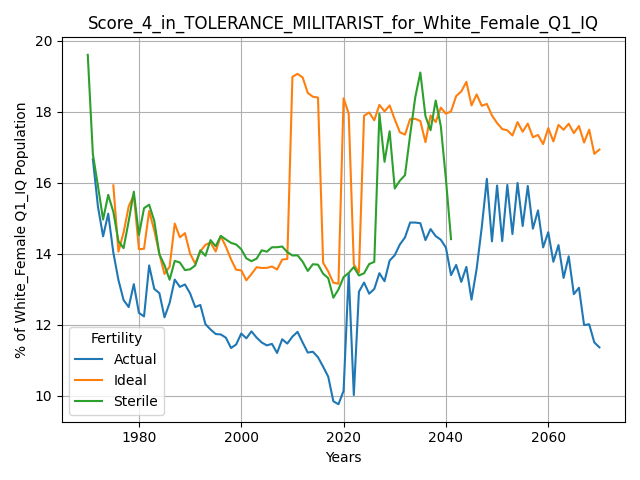 Score_4_in_TOLERANCE_MILITARIST_for_White_Female_Q1_IQ
% of White_Female Q1_IQ Population
20
18
16
14
12
10
Fertility
Actual
Ideal
Sterile
1980 2000 2020 2040 2060
Years